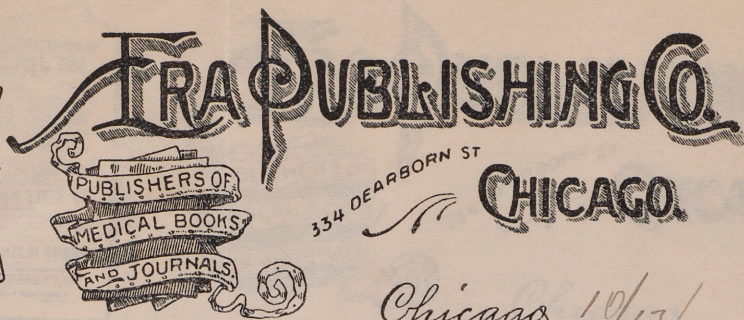 ERA PUBLISHING CO.
334 DEARBORN ST
CHICAGO.
PUBLISHERS OF
MEDICAL BOOKS
AND JOURNALS.
Chicago